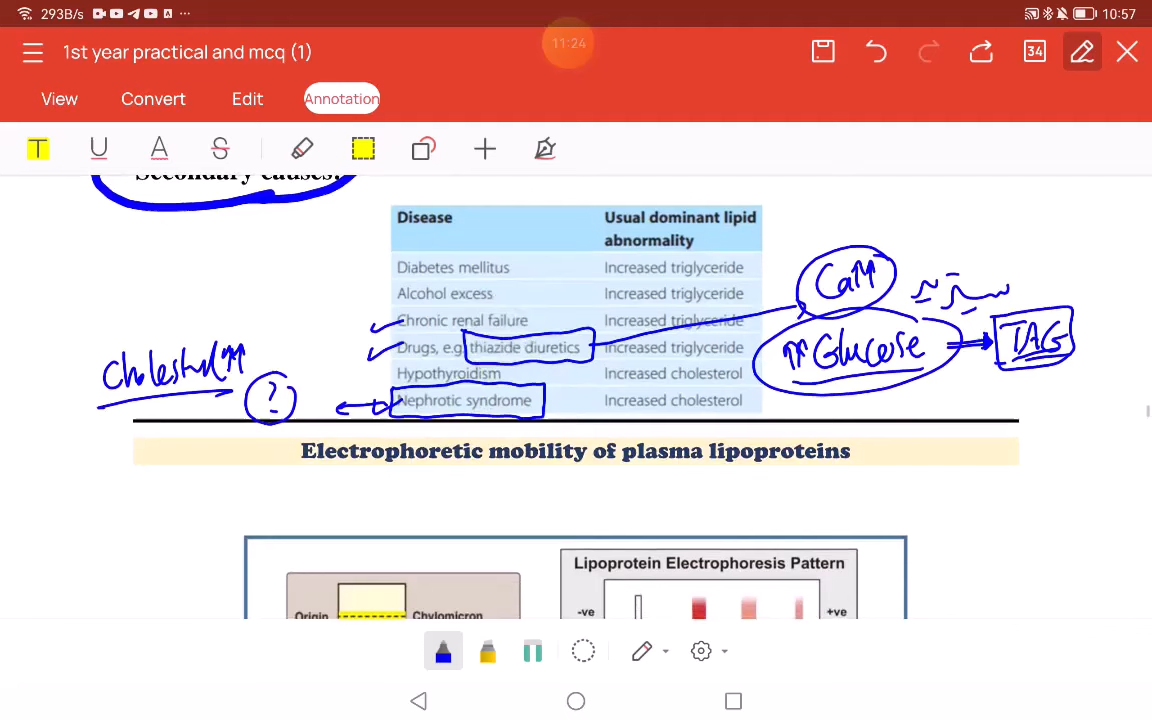 293B/s ... 10:57
1st year practical and mcq (1)
11:24
34
View Convert Edit Annotation
T U A S
Secondary causes:
Disease Usual dominant lipid abnormality
Diabetes mellitus Increased triglyceride
Alcohol excess Increased triglyceride
Chronic renal failure Increased triglyceride
Drugs, e.g. thiazide diuretics Increased triglyceride
Hypothyroidism Increased cholesterol
Nephrotic syndrome Increased cholesterol
Ca↑↑
↑↑ Glucose
TAG
?
Electrophoretic mobility of plasma lipoproteins
Lipoprotein Electrophoresis Pattern
Origin Chylomicron
-ve +ve